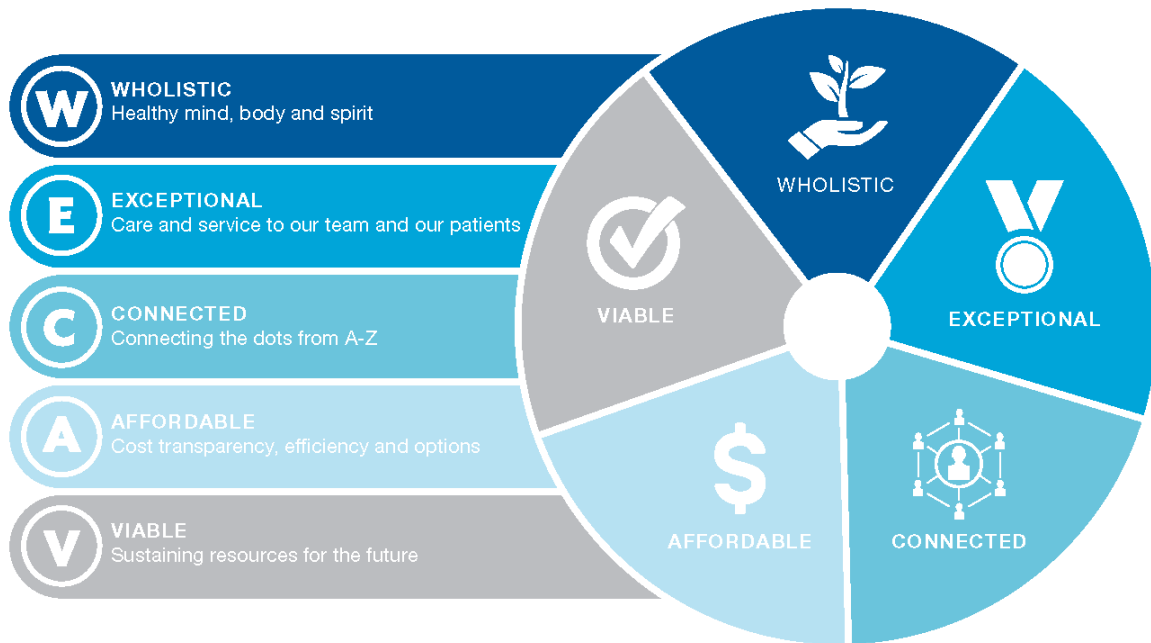 W
WHOLISTIC
Healthy mind, body and spirit
E
EXCEPTIONAL
Care and service to our team and our patients
C
CONNECTED
Connecting the dots from A-Z
A
AFFORDABLE
Cost transparency, efficiency and options
V
VIABLE
Sustaining resources for the future
WHOLISTIC
EXCEPTIONAL
CONNECTED
$
AFFORDABLE
VIABLE